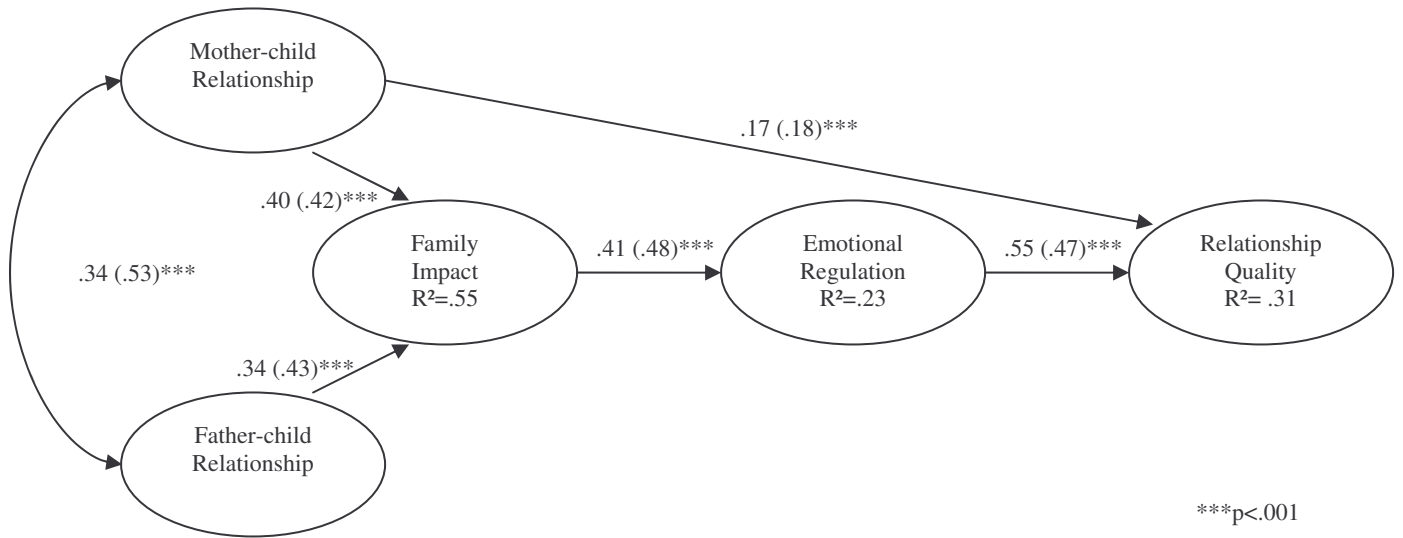 Mother-child
Relationship
.17 (.18)***
.40 (.42)***
Family
Impact
R²=.55
.41 (.48)***
Emotional
Regulation
R²=.23
.55 (.47)***
Relationship
Quality
R²= .31
.34 (.53)***
.34 (.43)***
Father-child
Relationship
***p<.001